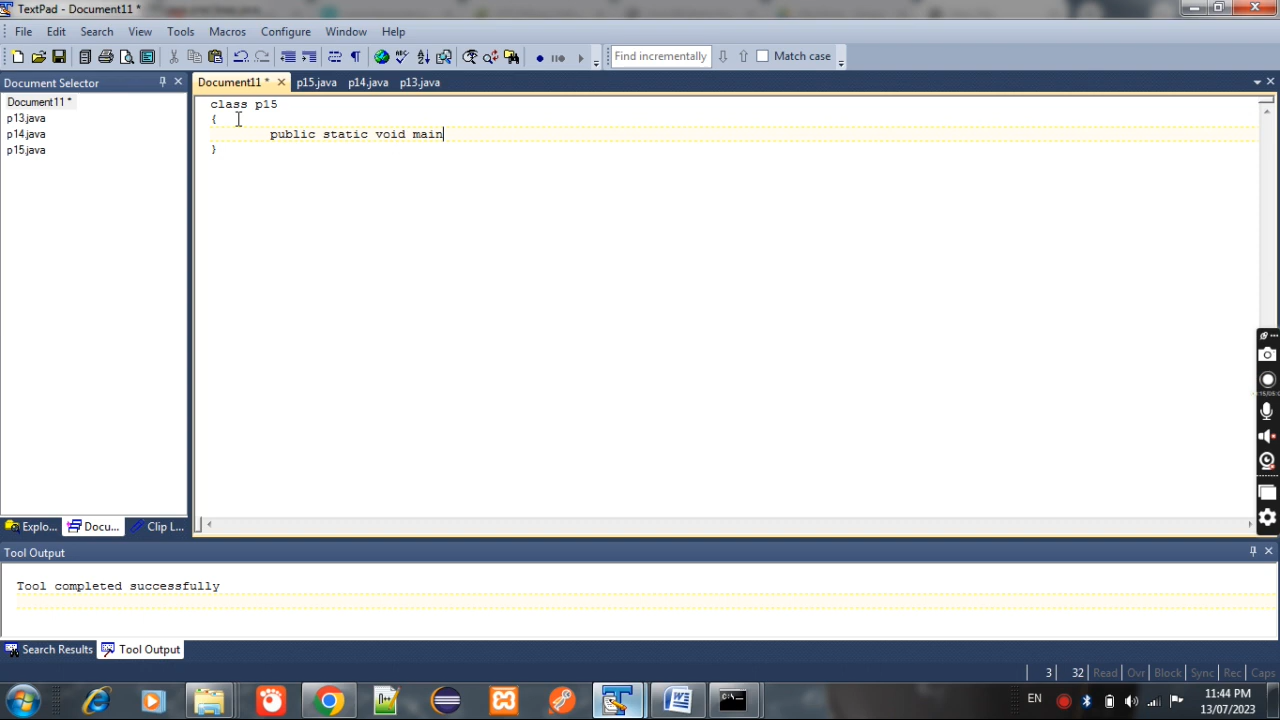 TextPad - Document11 *
File Edit Search View Tools Macros Configure Window Help
Find incrementally Match case
Document Selector
Document11 *
p13.java
p14.java
p15.java
Explo... Docu... Clip L...
Document11 * p15.java p14.java p13.java
class p15
{
public static void main
}
Tool Output
Tool completed successfully
Search Results Tool Output
3 32 Read Ovr Block Sync Rec Caps
EN
11:44 PM
13/07/2023